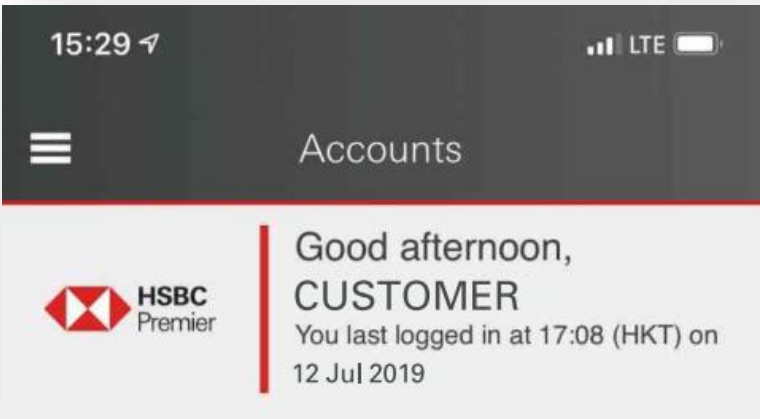 15:29
LTE
Accounts
HSBC
Premier
Good afternoon,
CUSTOMER
You last logged in at 17:08 (HKT) on
12 Jul 2019